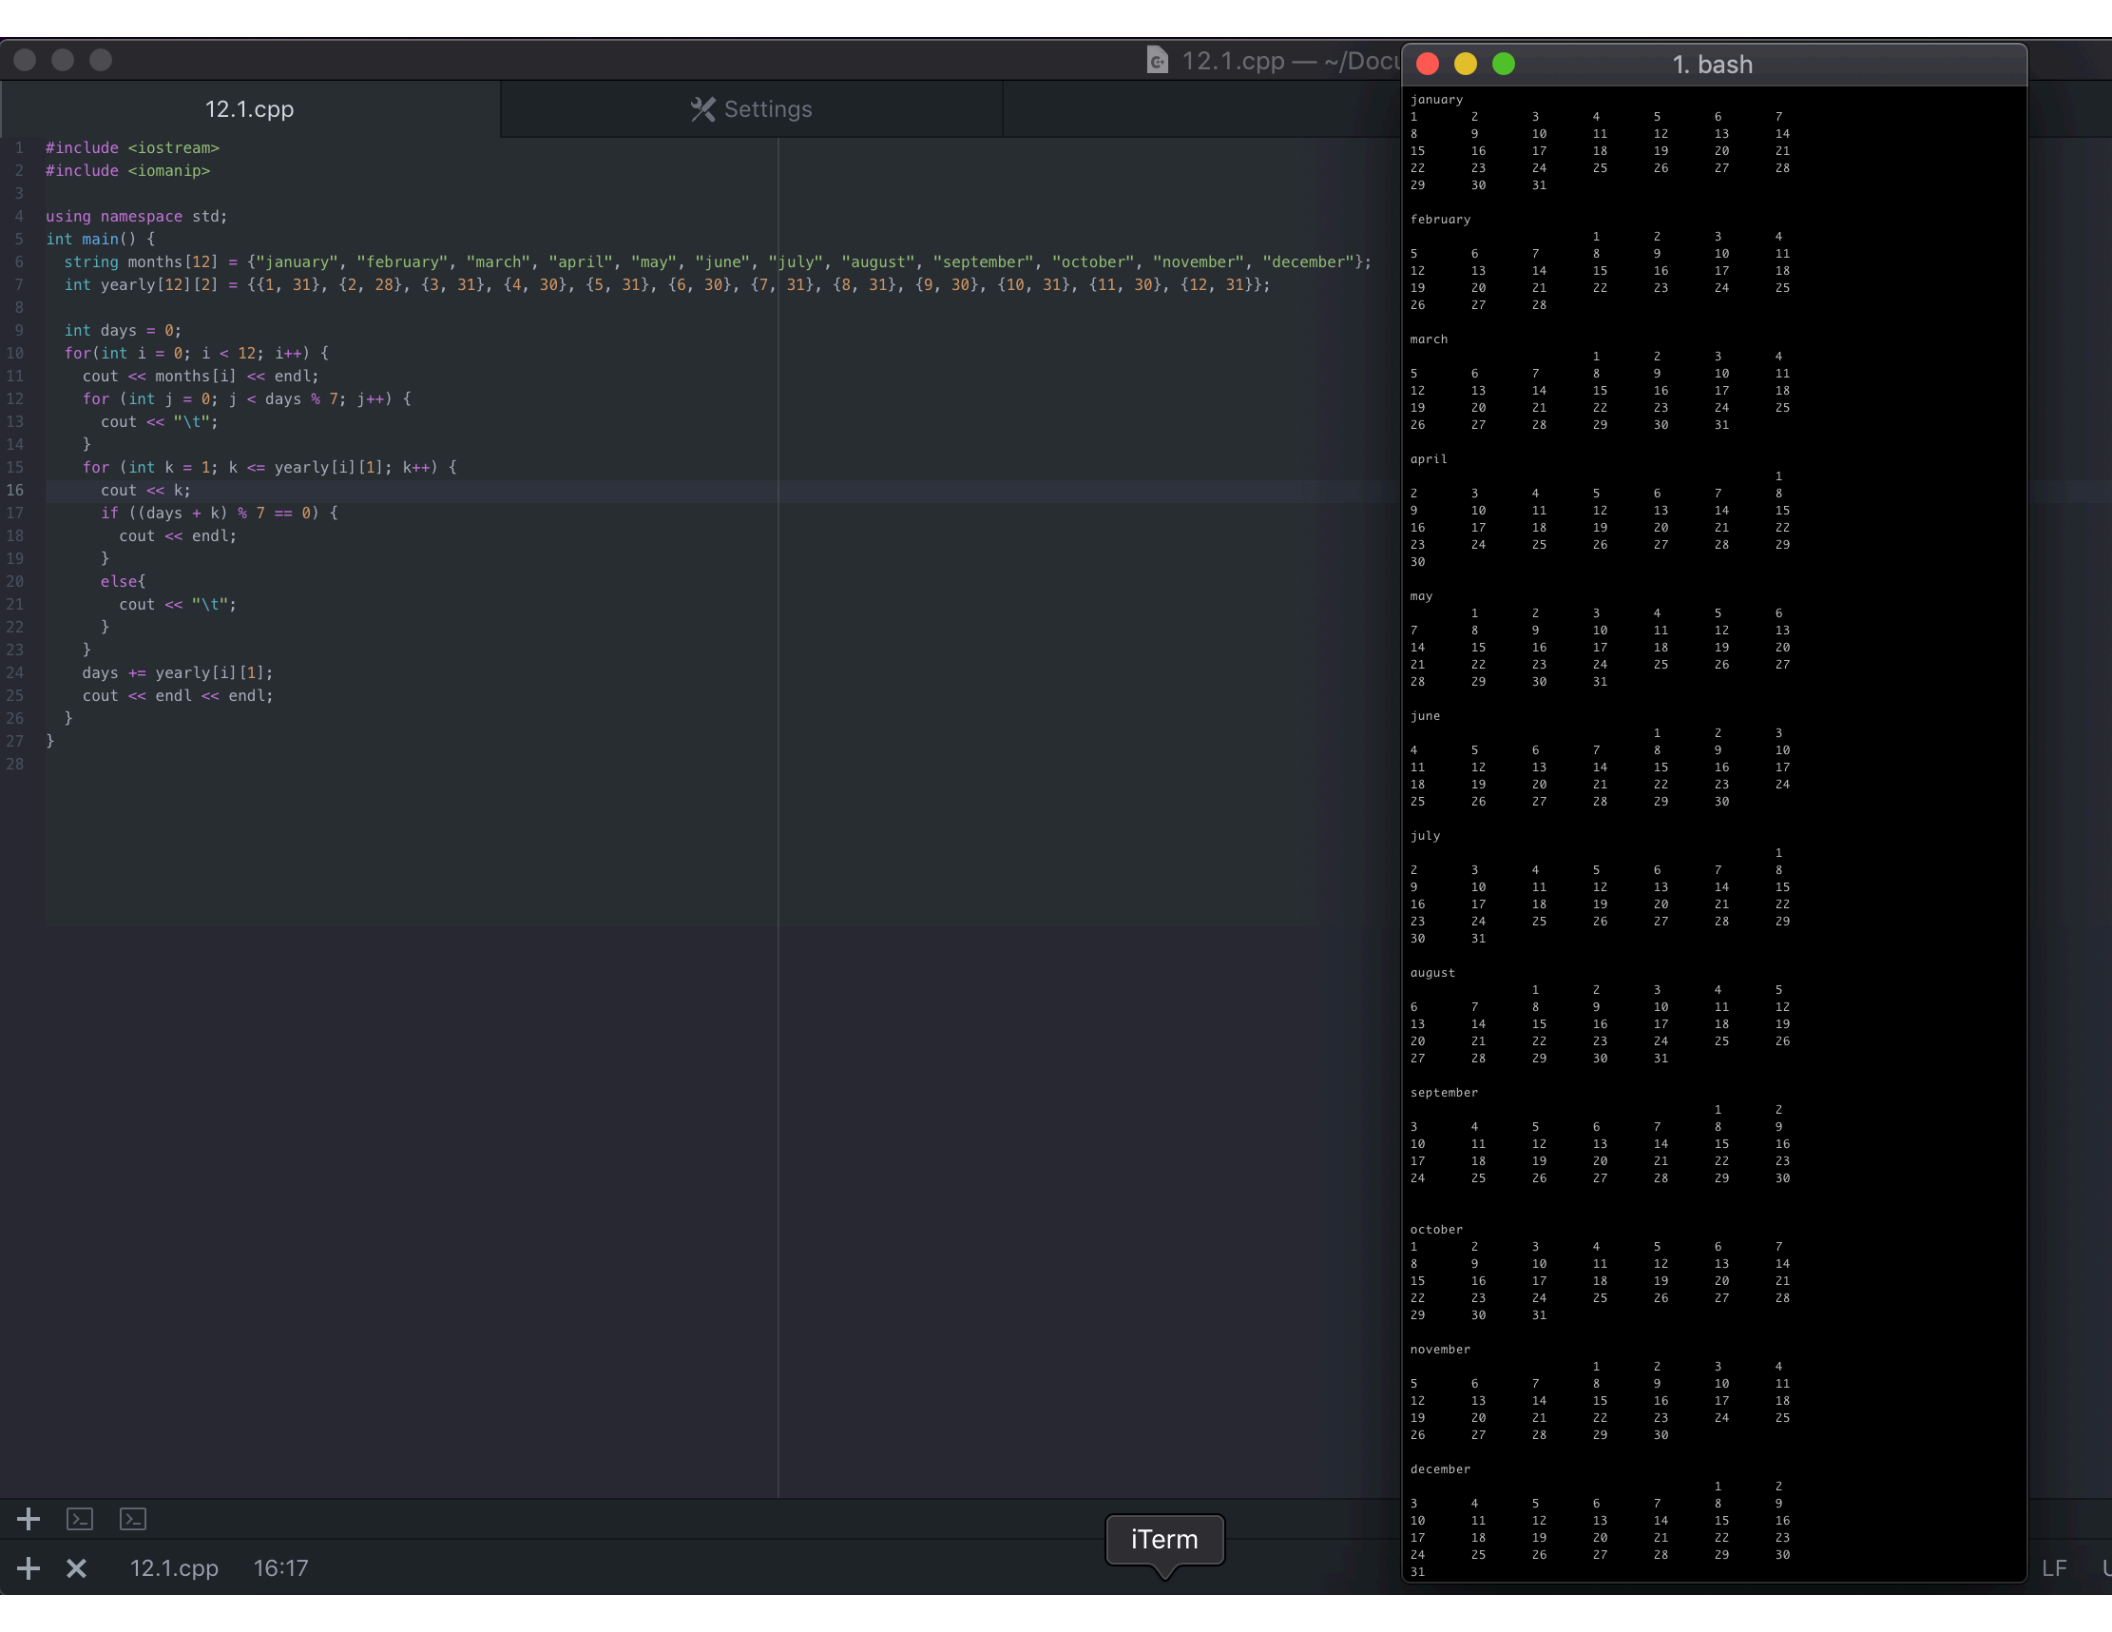 12.1.cpp — ~/Docu
12.1.cpp
Settings
1 #include <iostream>
2 #include <iomanip>
3
4 using namespace std;
5 int main() {
6 string months[12] = {"january", "february", "march", "april", "may", "june", "july", "august", "september", "october", "november", "december"};
7 int yearly[12][2] = {{1, 31}, {2, 28}, {3, 31}, {4, 30}, {5, 31}, {6, 30}, {7, 31}, {8, 31}, {9, 30}, {10, 31}, {11, 30}, {12, 31}};
8
9 int days = 0;
10 for(int i = 0; i < 12; i++) {
11 cout << months[i] << endl;
12 for (int j = 0; j < days % 7; j++) {
13 cout << "\t";
14 }
15 for (int k = 1; k <= yearly[i][1]; k++) {
16 cout << k;
17 if ((days + k) % 7 == 0) {
18 cout << endl;
19 }
20 else{
21 cout << "\t";
22 }
23 }
24 days += yearly[i][1];
25 cout << endl << endl;
26 }
27 }
28
12.1.cpp 16:17
iTerm
LF
1. bash
january
1 2 3 4 5 6 7
8 9 10 11 12 13 14
15 16 17 18 19 20 21
22 23 24 25 26 27 28
29 30 31
february
1 2 3 4
5 6 7 8 9 10 11
12 13 14 15 16 17 18
19 20 21 22 23 24 25
26 27 28
march
1 2 3 4
5 6 7 8 9 10 11
12 13 14 15 16 17 18
19 20 21 22 23 24 25
26 27 28 29 30 31
april
1
2 3 4 5 6 7 8
9 10 11 12 13 14 15
16 17 18 19 20 21 22
23 24 25 26 27 28 29
30
may
1 2 3 4 5 6
7 8 9 10 11 12 13
14 15 16 17 18 19 20
21 22 23 24 25 26 27
28 29 30 31
june
1 2 3
4 5 6 7 8 9 10
11 12 13 14 15 16 17
18 19 20 21 22 23 24
25 26 27 28 29 30
july
1
2 3 4 5 6 7 8
9 10 11 12 13 14 15
16 17 18 19 20 21 22
23 24 25 26 27 28 29
30 31
august
1 2 3 4 5
6 7 8 9 10 11 12
13 14 15 16 17 18 19
20 21 22 23 24 25 26
27 28 29 30 31
september
1 2
3 4 5 6 7 8 9
10 11 12 13 14 15 16
17 18 19 20 21 22 23
24 25 26 27 28 29 30
october
1 2 3 4 5 6 7
8 9 10 11 12 13 14
15 16 17 18 19 20 21
22 23 24 25 26 27 28
29 30 31
november
1 2 3 4
5 6 7 8 9 10 11
12 13 14 15 16 17 18
19 20 21 22 23 24 25
26 27 28 29 30
december
1 2
3 4 5 6 7 8 9
10 11 12 13 14 15 16
17 18 19 20 21 22 23
24 25 26 27 28 29 30
31